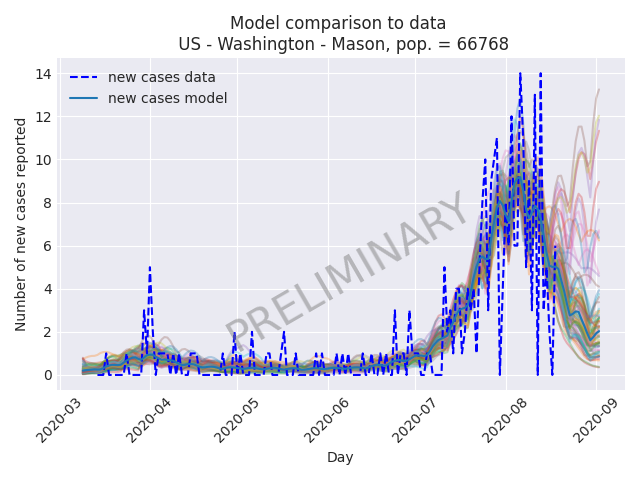 Model comparison to data
US - Washington - Mason, pop. = 66768
new cases data
new cases model
PRELIMINARY
Number of new cases reported
14
12
10
8
6
4
2
0
2020-03
2020-04
2020-05
2020-06
2020-07
2020-08
2020-09
Day